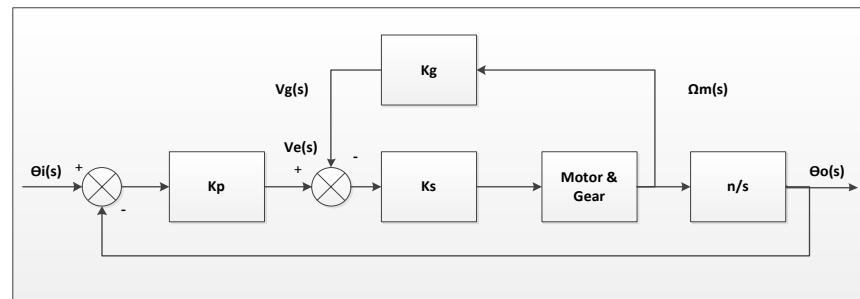 Kg
Vg(s)
Ωm(s)
Ve(s)
-
ϴi(s)
+
+
ϴo(s)
Kp
Ks
Motor &
Gear
n/s
-